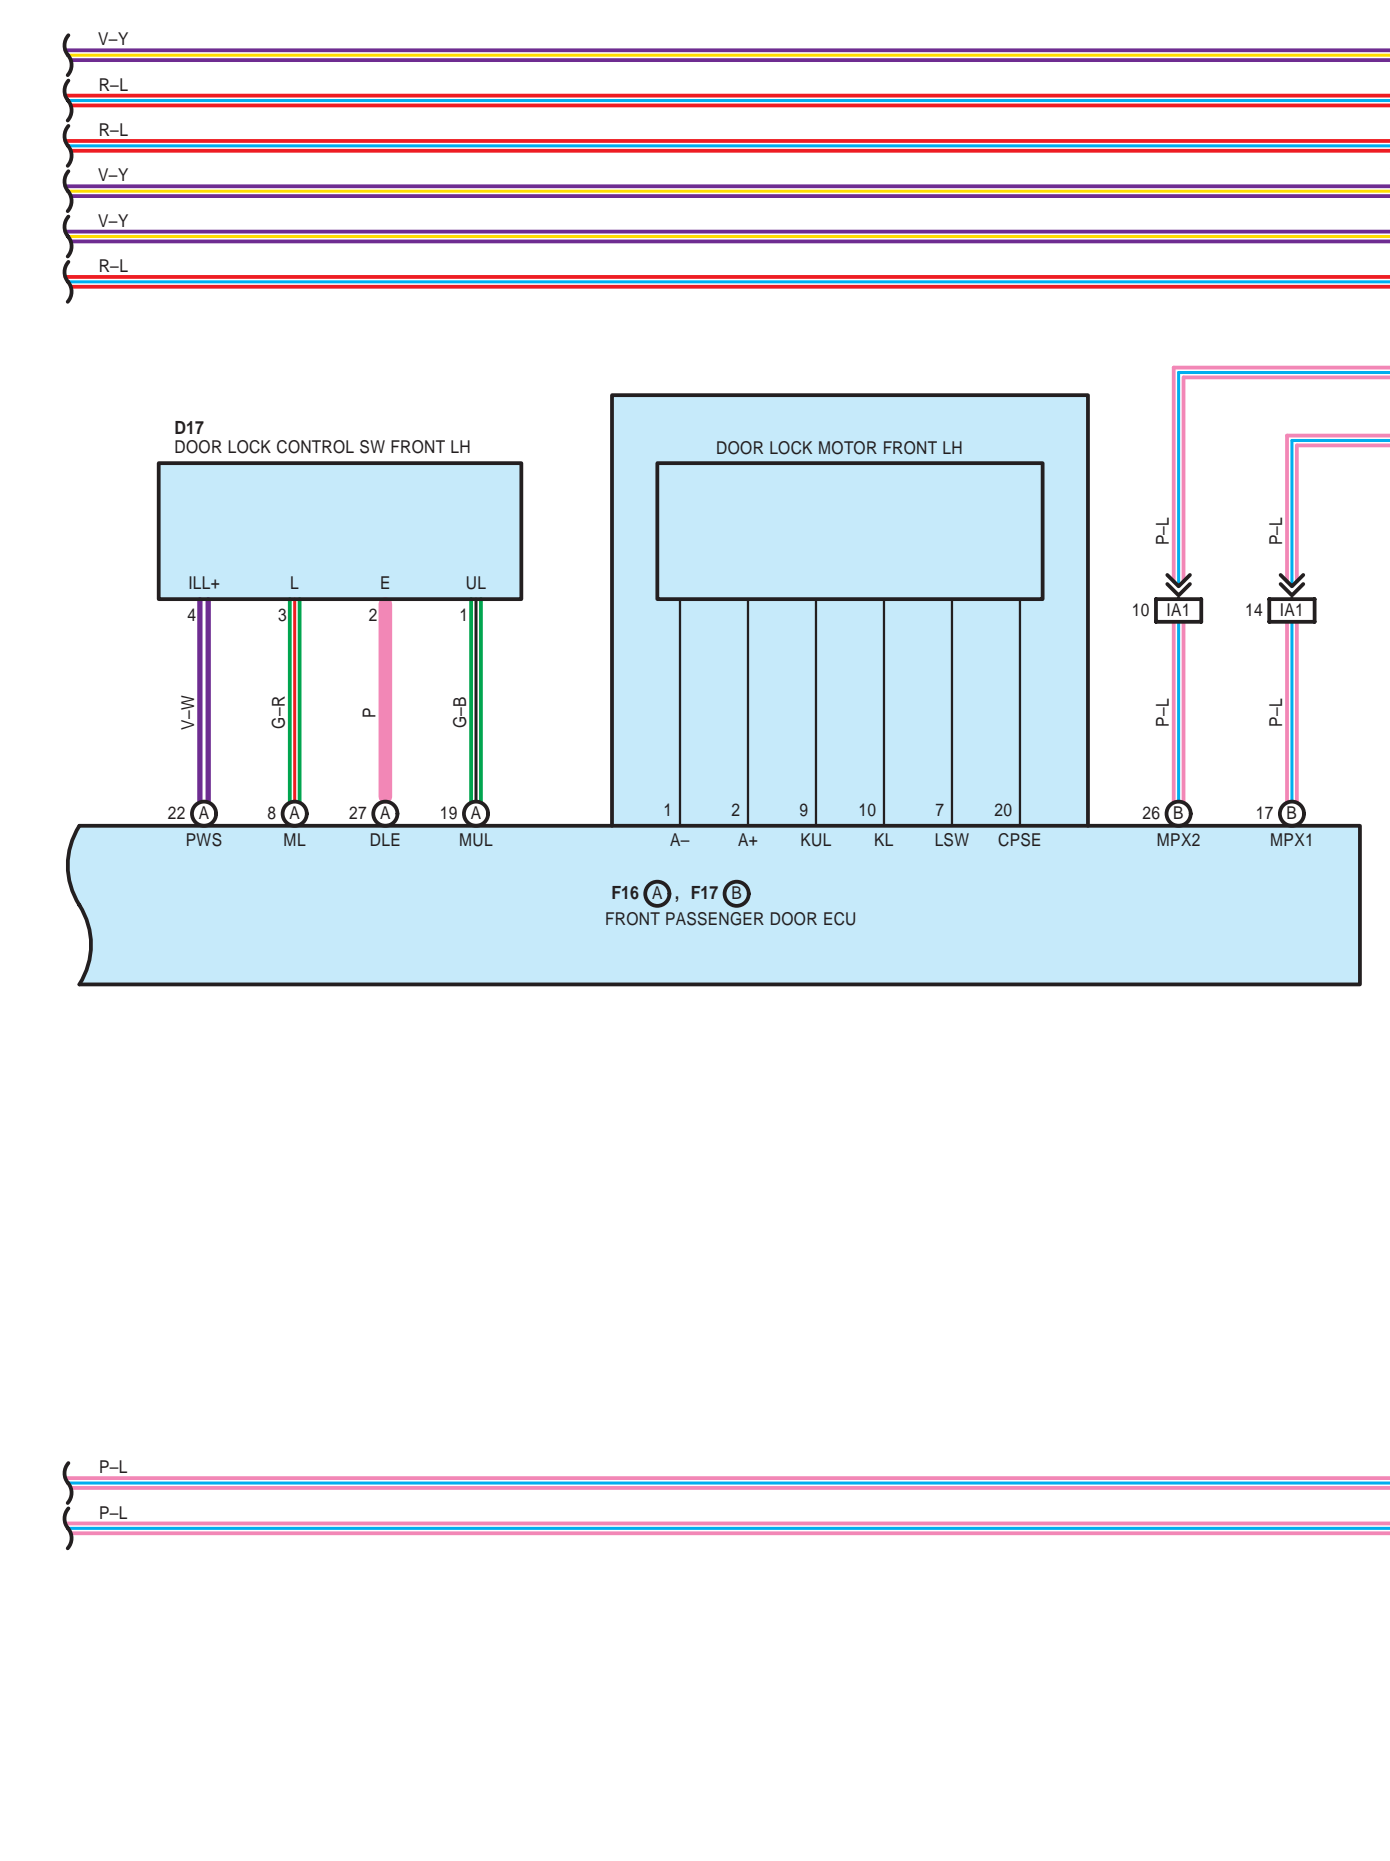 V–Y
R–L
R–L
V–Y
V–Y
R–L
D17
DOOR LOCK CONTROL SW FRONT LH
DOOR LOCK MOTOR FRONT LH
P–L P–L
ILL+ L E UL
4 3 2 1
10 IA1 14 IA1
V–W G–R P G–B P–L P–L
22 A 8 A 27 A 19 A 1 2 9 10 7 20 26 B 17 B
PWS ML DLE MUL A– A+ KUL KL LSW CPSE MPX2 MPX1
F16 A , F17 B
FRONT PASSENGER DOOR ECU
P–L
P–L